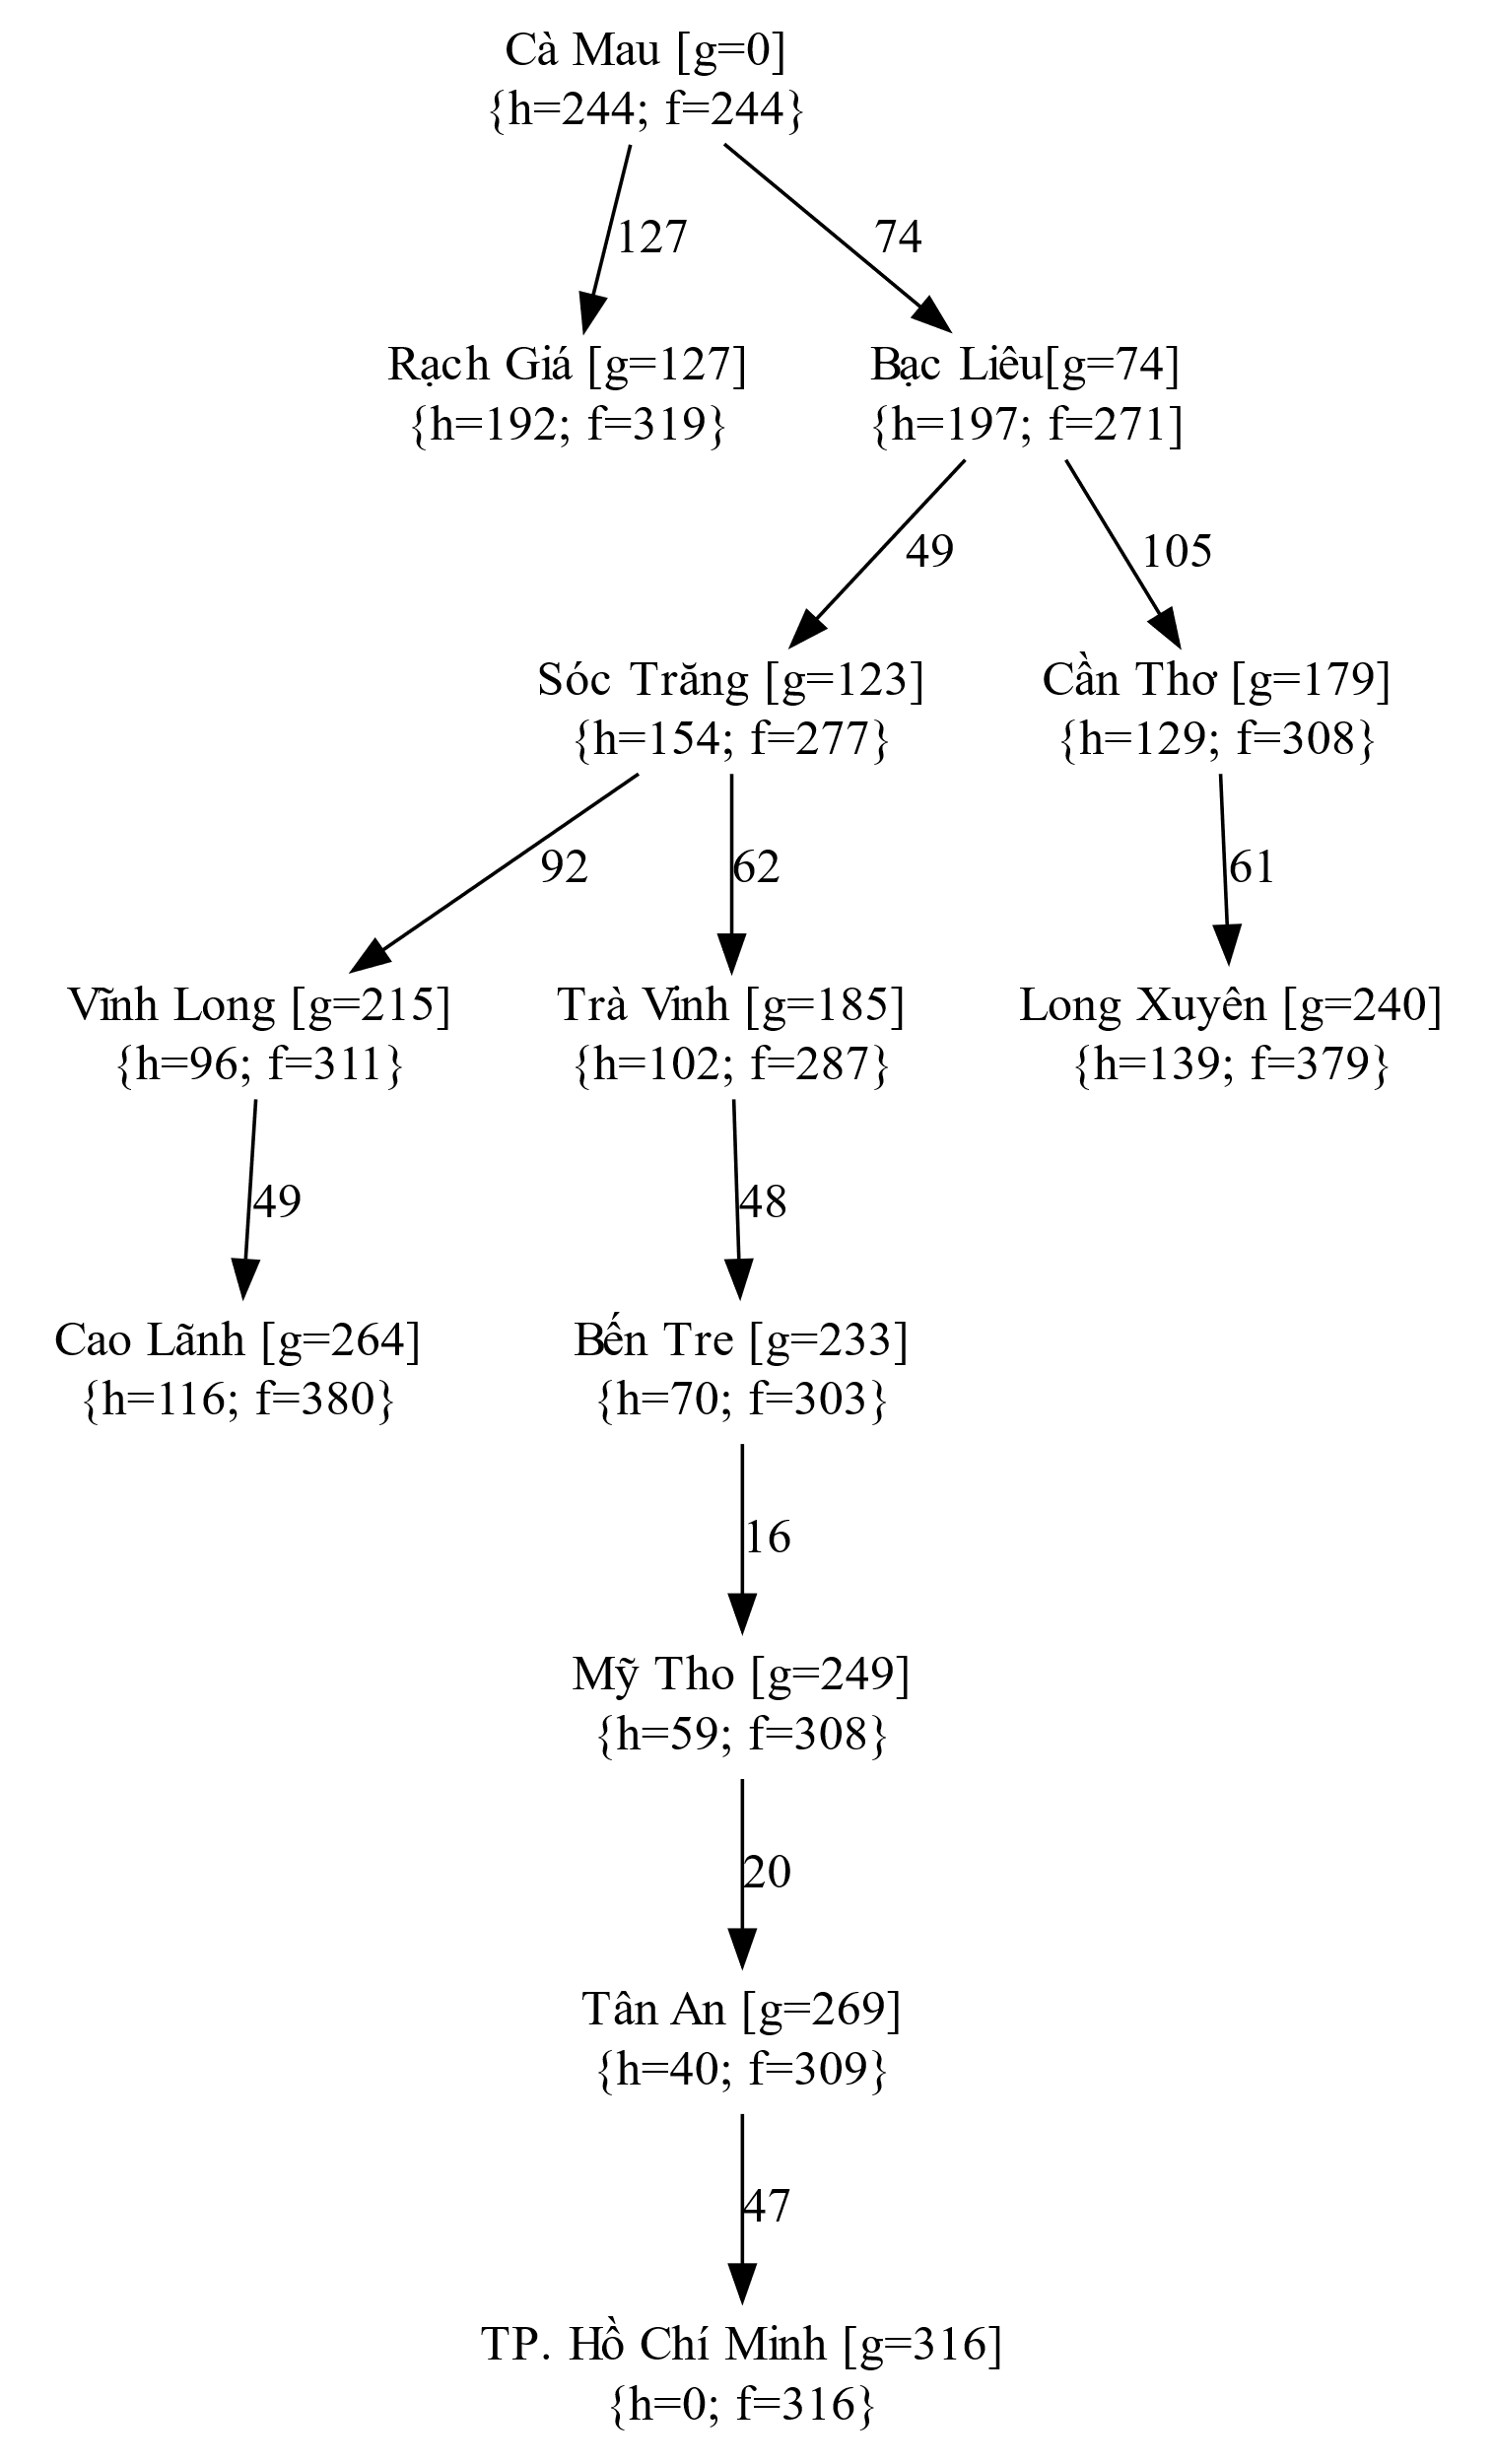 Cà Mau [g=0]
{h=244; f=244}
127
74
Rạch Giá [g=127]
{h=192; f=319}
Bạc Liêu[g=74]
{h=197; f=271]
49
105
Sóc Trăng [g=123]
{h=154; f=277}
Cần Thơ [g=179]
{h=129; f=308}
92
62
61
Vĩnh Long [g=215]
{h=96; f=311}
Trà Vinh [g=185]
{h=102; f=287}
Long Xuyên [g=240]
{h=139; f=379}
49
48
Cao Lãnh [g=264]
{h=116; f=380}
Bến Tre [g=233]
{h=70; f=303}
16
Mỹ Tho [g=249]
{h=59; f=308}
20
Tân An [g=269]
{h=40; f=309}
47
TP. Hồ Chí Minh [g=316]
{h=0; f=316}